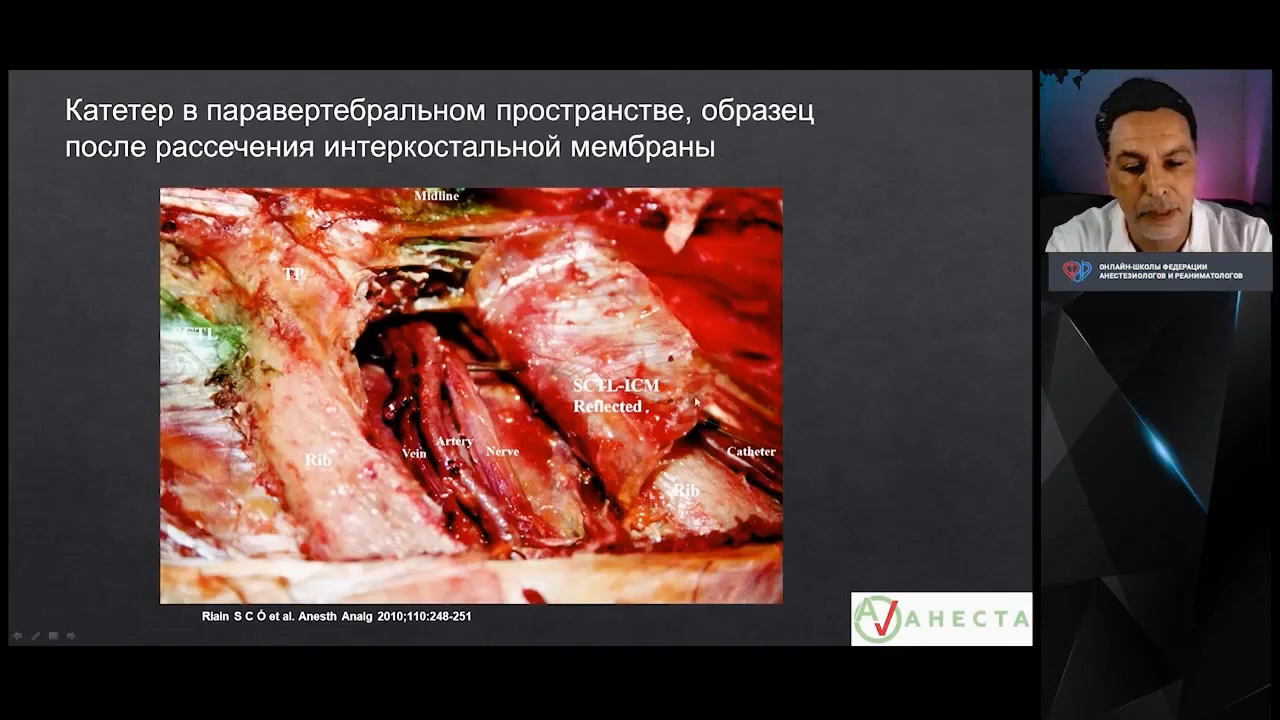 Катетер в паравертебральном пространстве, образец
после рассечения интеркостальной мембраны
Midline
TP
SCTL
SCTL-ICM
Reflected
Artery
Vein
Nerve
Catheter
Rib
Rib
Riain S C Ó et al. Anesth Analg 2010;110:248-251
АНЕСТА
ОНЛАЙН-ШКОЛЫ ФЕДЕРАЦИИ
АНЕСТЕЗИОЛОГОВ И РЕАНИМАТОЛОГОВ